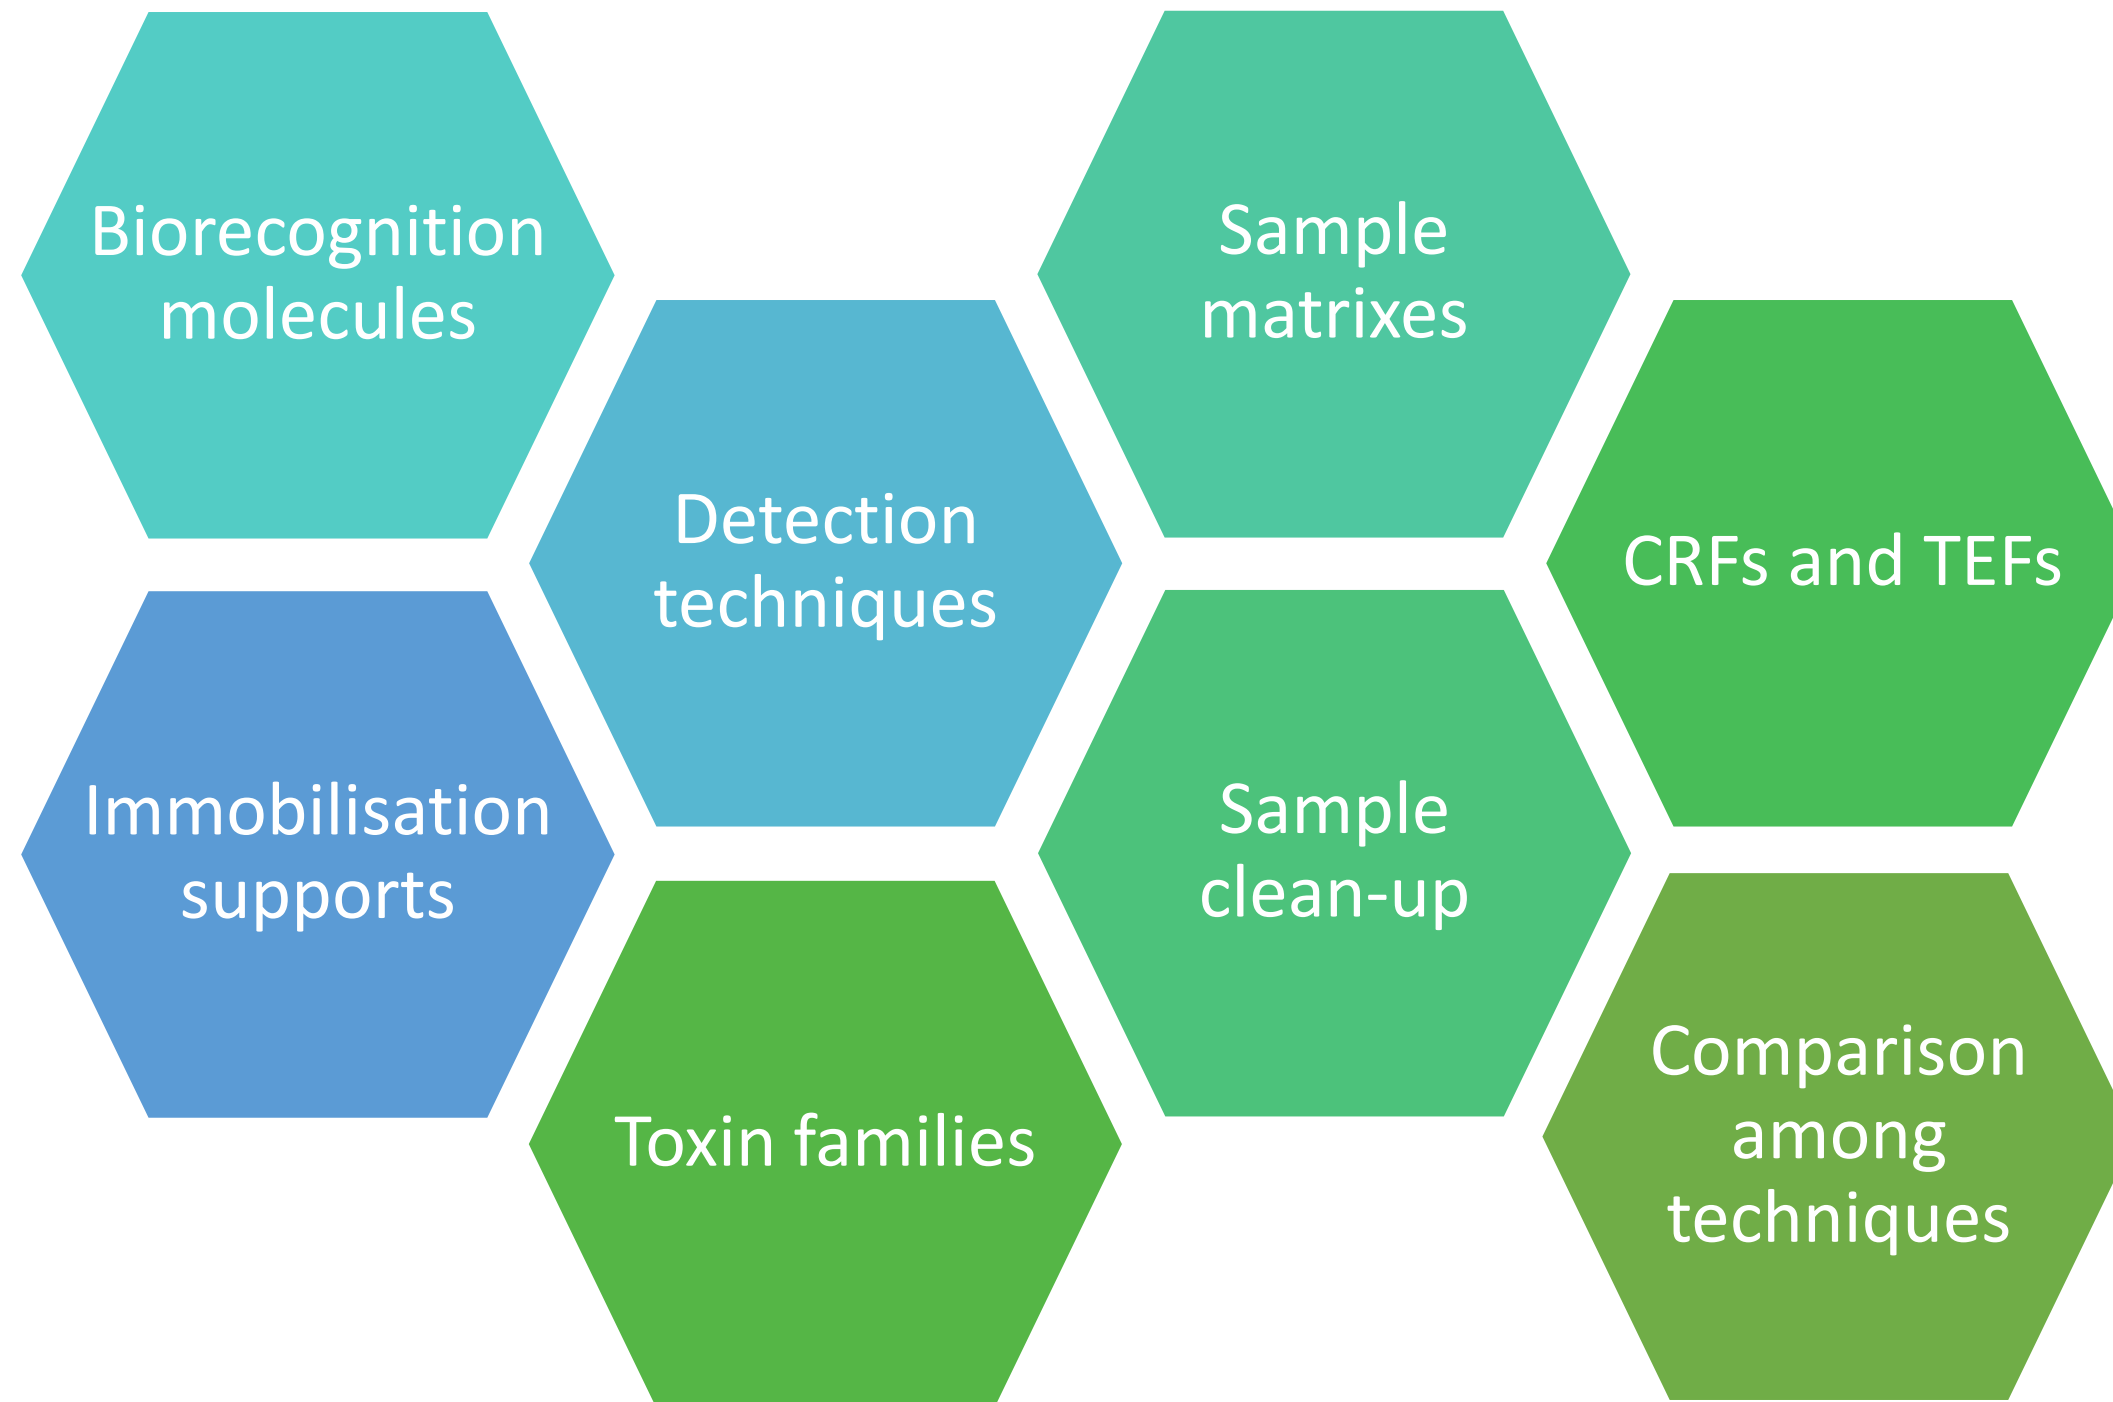 Biorecognition
molecules
Immobilisation
supports
Detection
techniques
Toxin families
Sample
matrixes
Sample
clean-up
CRFs and TEFs
Comparison
among
techniques